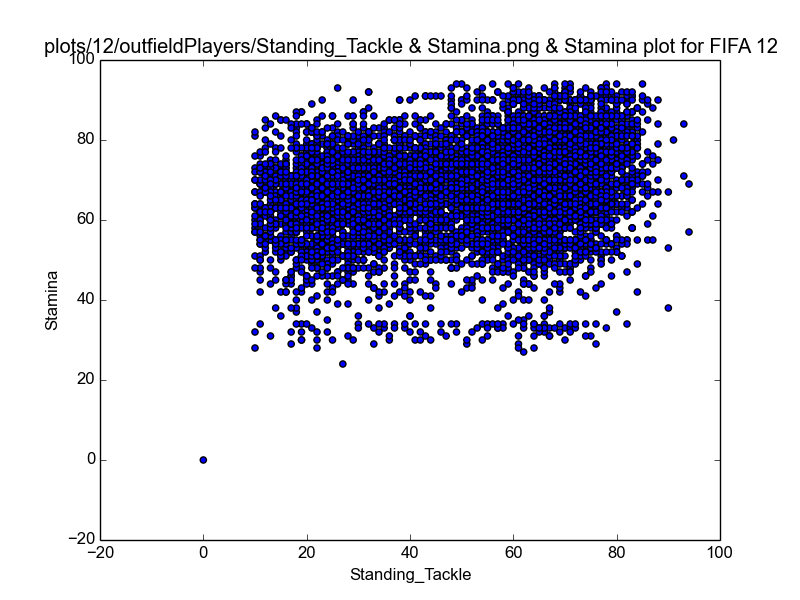 plots/12/outfieldPlayers/Standing_Tackle & Stamina.png & Stamina plot for FIFA 12
100
80
60
40
20
0
−20
Stamina
−20 0 20 40 60 80 100
Standing_Tackle